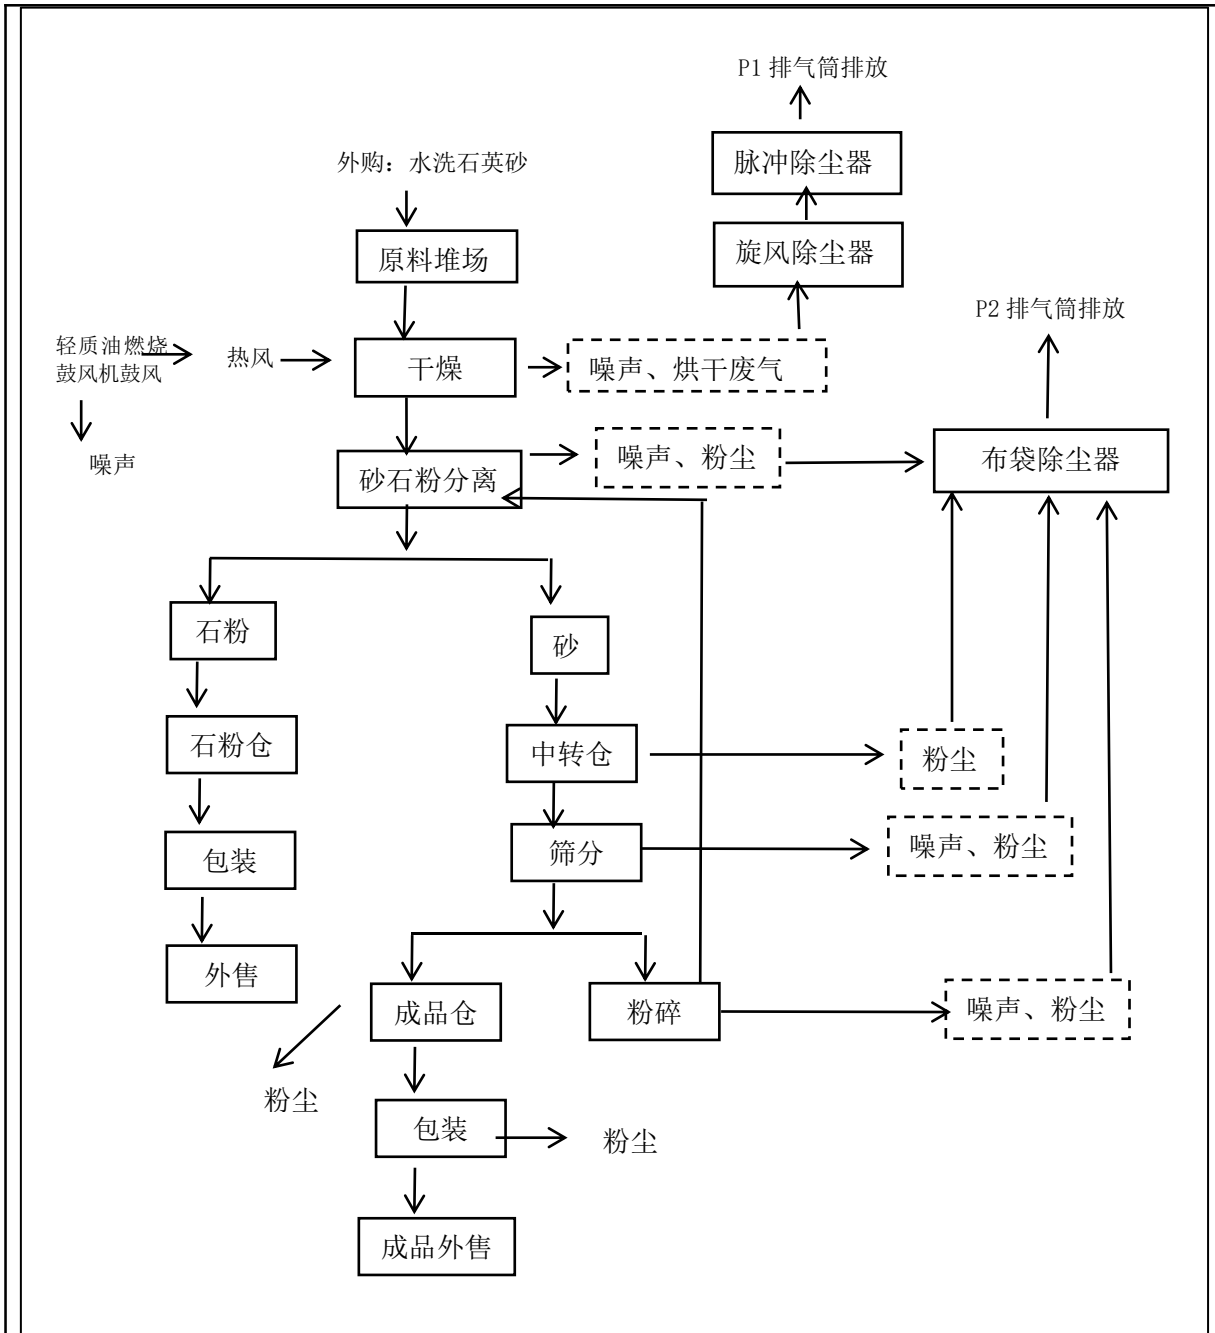 P1 排气筒排放
脉冲除尘器
外购：水洗石英砂
旋风除尘器
原料堆场
P2 排气筒排放
轻质油燃烧
鼓风机鼓风
热风
干燥
噪声、烘干废气
噪声
砂石粉分离
噪声、粉尘
布袋除尘器
石粉
砂
石粉仓
中转仓
粉尘
包装
筛分
噪声、粉尘
外售
成品仓
粉碎
噪声、粉尘
粉尘
包装
粉尘
成品外售